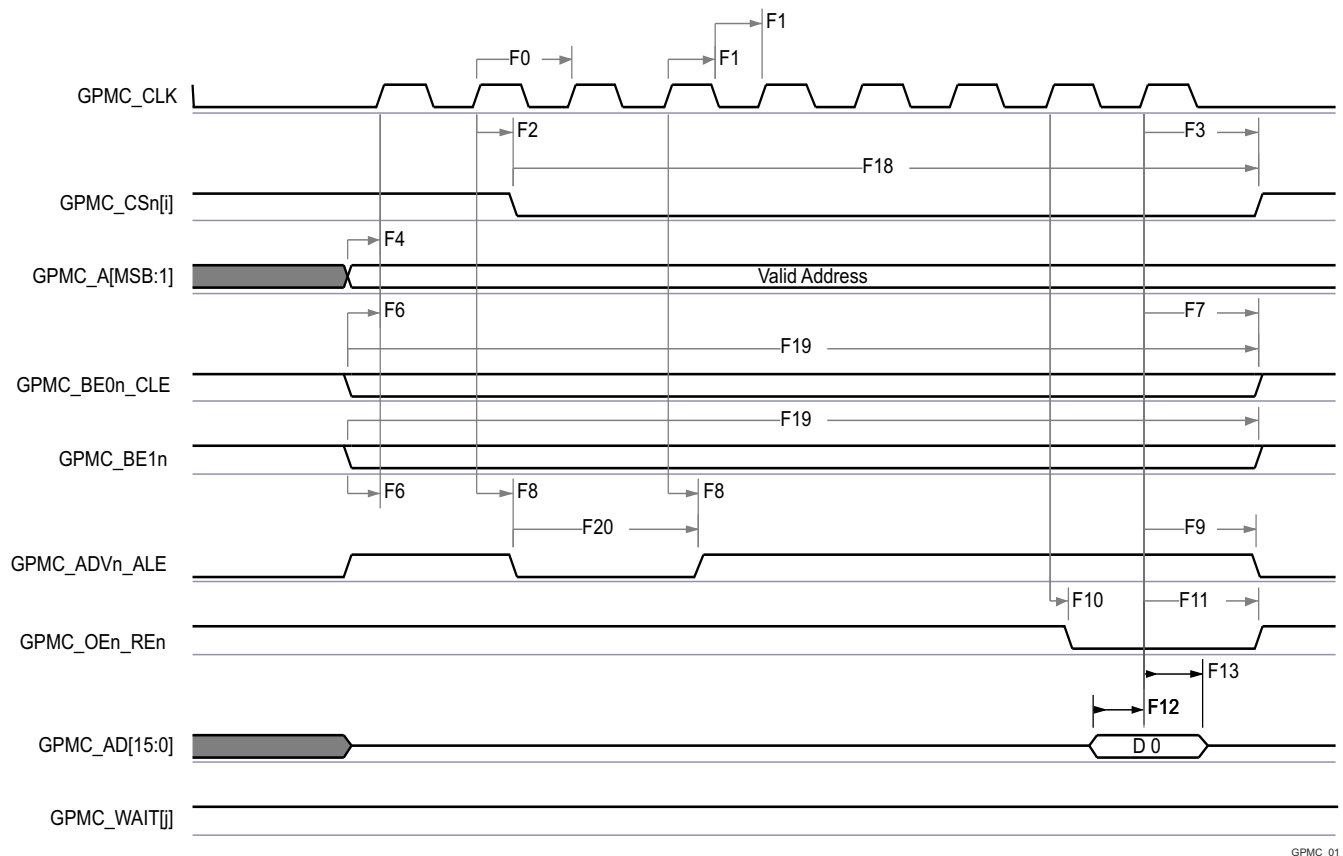 F1
F0
F1
GPMC_CLK
F2
F3
F18
GPMC_CSn[i]
F4
GPMC_A[MSB:1]
Valid Address
F6
F7
F19
GPMC_BE0n_CLE
F19
GPMC_BE1n
F6
F8
F8
F20
F9
GPMC_ADVn_ALE
F10
F11
GPMC_OEn_REn
F13
F12
GPMC_AD[15:0]
D 0
GPMC_WAIT[j]
GPMC_01